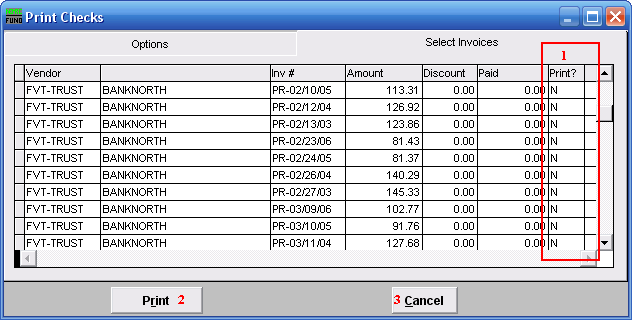 FUND Print Checks
Options Select Invoices
1
Vendor Inv # Amount Discount Paid Print?
FVT-TRUST BANKNORTH PR-02/10/05 113.31 0.00 0.00 N
FVT-TRUST BANKNORTH PR-02/12/04 126.92 0.00 0.00 N
FVT-TRUST BANKNORTH PR-02/13/03 123.86 0.00 0.00 N
FVT-TRUST BANKNORTH PR-02/23/06 81.43 0.00 0.00 N
FVT-TRUST BANKNORTH PR-02/24/05 81.37 0.00 0.00 N
FVT-TRUST BANKNORTH PR-02/26/04 140.29 0.00 0.00 N
FVT-TRUST BANKNORTH PR-02/27/03 145.33 0.00 0.00 N
FVT-TRUST BANKNORTH PR-03/09/06 102.77 0.00 0.00 N
FVT-TRUST BANKNORTH PR-03/10/05 91.76 0.00 0.00 N
FVT-TRUST BANKNORTH PR-03/11/04 127.68 0.00 0.00 N
Print 2 3 Cancel